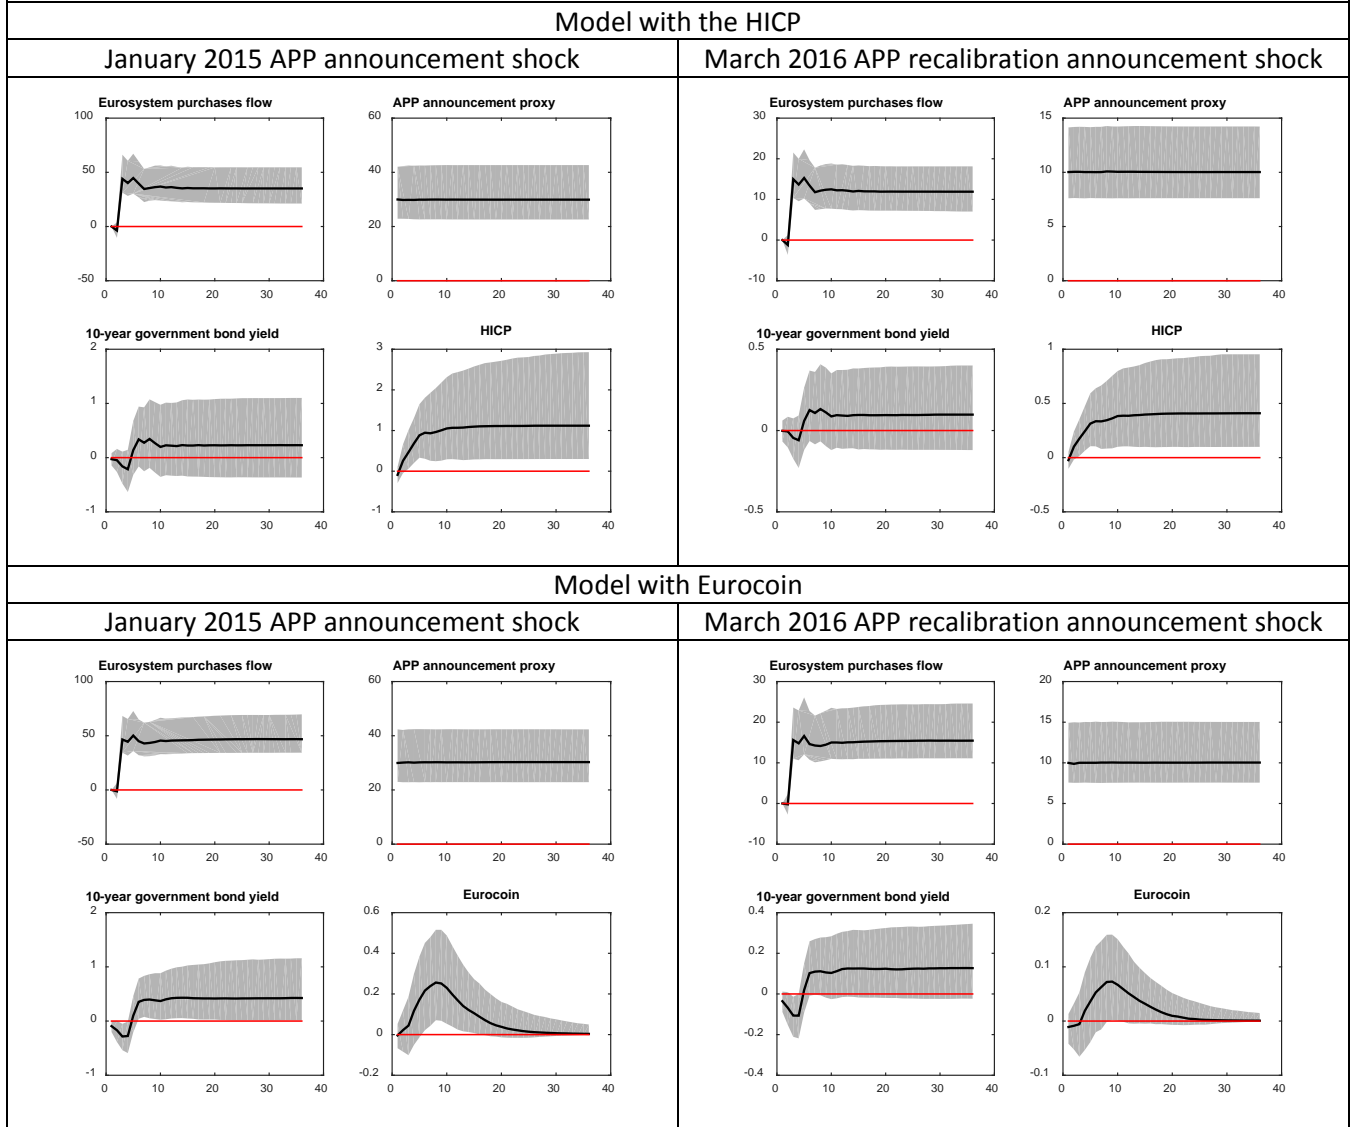 Model with the HICP
January 2015 APP announcement shock
March 2016 APP recalibration announcement shock
Eurosystem purchases flow
100
50
0
-50
0 10 20 30 40
APP announcement proxy
60
40
20
0
0 10 20 30 40
Eurosystem purchases flow
30
20
10
0
-10
0 10 20 30 40
APP announcement proxy
15
10
5
0
0 10 20 30 40
10-year government bond yield
2
1
0
-1
0 10 20 30 40
HICP
3
2
1
0
-1
0 10 20 30 40
10-year government bond yield
0.5
0
-0.5
0 10 20 30 40
HICP
1
0.5
0
-0.5
0 10 20 30 40
Model with Eurocoin
January 2015 APP announcement shock
March 2016 APP recalibration announcement shock
Eurosystem purchases flow
100
50
0
-50
0 10 20 30 40
APP announcement proxy
60
40
20
0
0 10 20 30 40
Eurosystem purchases flow
30
20
10
0
-10
0 10 20 30 40
APP announcement proxy
20
15
10
5
0
0 10 20 30 40
10-year government bond yield
2
1
0
-1
0 10 20 30 40
Eurocoin
0.6
0.4
0.2
0
-0.2
0 10 20 30 40
10-year government bond yield
0.4
0.2
0
-0.2
-0.4
0 10 20 30 40
Eurocoin
0.2
0.1
0
-0.1
0 10 20 30 40